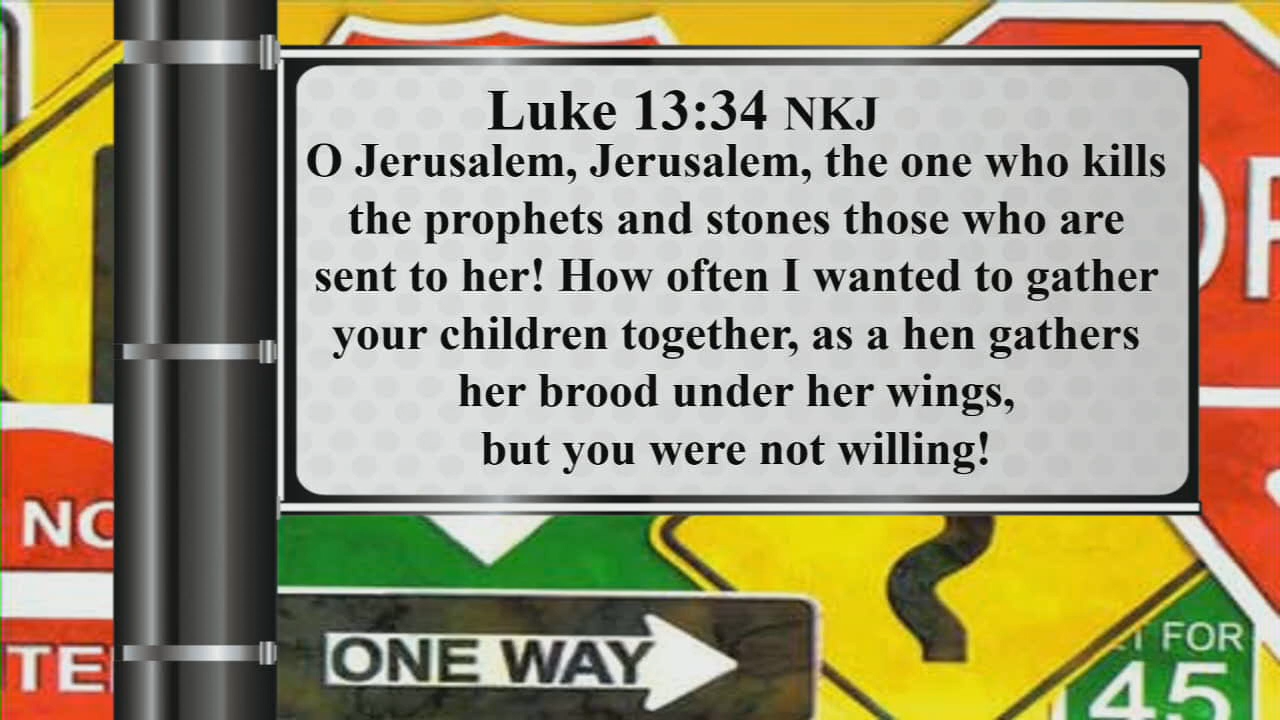 Luke 13:34 NKJ
O Jerusalem, Jerusalem, the one who kills
the prophets and stones those who are
sent to her! How often I wanted to gather
your children together, as a hen gathers
her brood under her wings,
but you were not willing!
NO
TE
ONE WAY
FOR
45